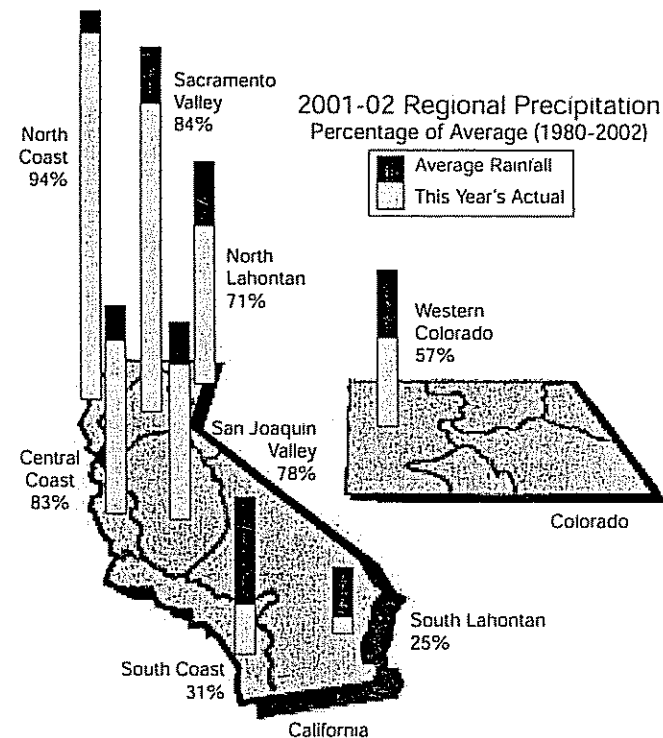 2001-02 Regional Precipitation
Percentage of Average (1980-2002)
Average Rainfall
This Year's Actual
North
Coast
94%
Sacramento
Valley
84%
North
Lahontan
71%
Western
Colorado
57%
Central
Coast
83%
San Joaquin
Valley
78%
Colorado
South Coast
31%
South Lahontan
25%
California